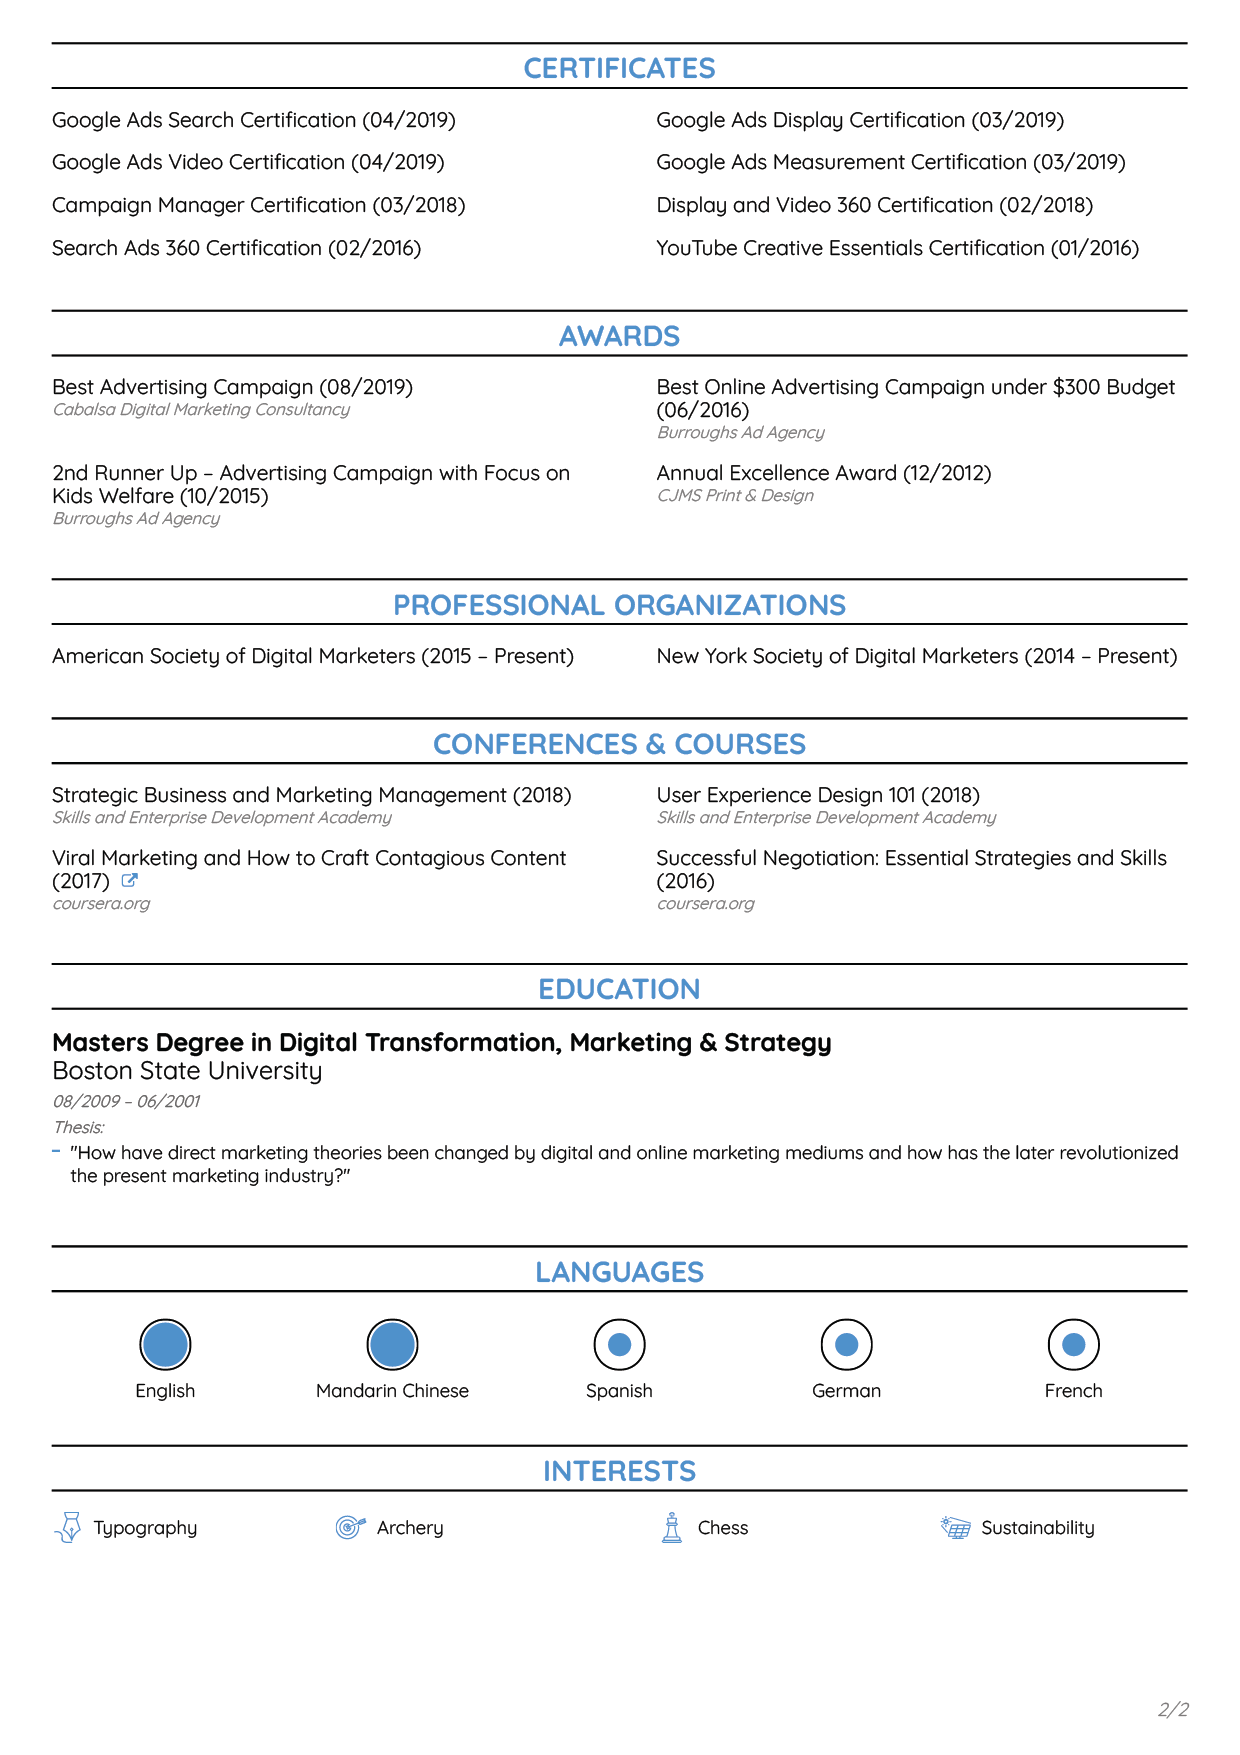 CERTIFICATES
Google Ads Search Certification (04/2019)
Google Ads Display Certification (03/2019)
Google Ads Video Certification (04/2019)
Google Ads Measurement Certification (03/2019)
Campaign Manager Certification (03/2018)
Display and Video 360 Certification (02/2018)
Search Ads 360 Certification (02/2016)
YouTube Creative Essentials Certification (01/2016)
AWARDS
Best Advertising Campaign (08/2019)
Cabalsa Digital Marketing Consultancy
Best Online Advertising Campaign under $300 Budget
(06/2016)
Burroughs Ad Agency
2nd Runner Up – Advertising Campaign with Focus on
Kids Welfare (10/2015)
Burroughs Ad Agency
Annual Excellence Award (12/2012)
CJMS Print & Design
PROFESSIONAL ORGANIZATIONS
American Society of Digital Marketers (2015 – Present)
New York Society of Digital Marketers (2014 – Present)
CONFERENCES & COURSES
Strategic Business and Marketing Management (2018)
Skills and Enterprise Development Academy
User Experience Design 101 (2018)
Skills and Enterprise Development Academy
Viral Marketing and How to Craft Contagious Content
(2017)
coursera.org
Successful Negotiation: Essential Strategies and Skills
(2016)
coursera.org
EDUCATION
Masters Degree in Digital Transformation, Marketing & Strategy
Boston State University
08/2009 – 06/2001
Thesis:
– "How have direct marketing theories been changed by digital and online marketing mediums and how has the later revolutionized
the present marketing industry?"
LANGUAGES
English
Mandarin Chinese
Spanish
German
French
INTERESTS
Typography
Archery
Chess
Sustainability
2/2